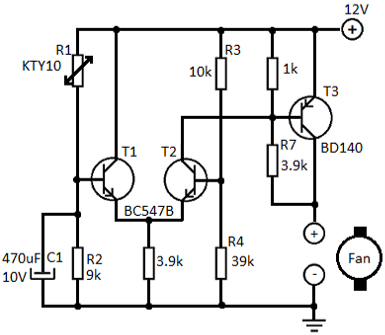 12V
+
R1
KTY10
R3
10k
1k
T3
BD140
T1
T2
R7
3.9k
BC547B
470uF
10V
C1
R2
9k
3.9k
R4
39k
+
-
Fan